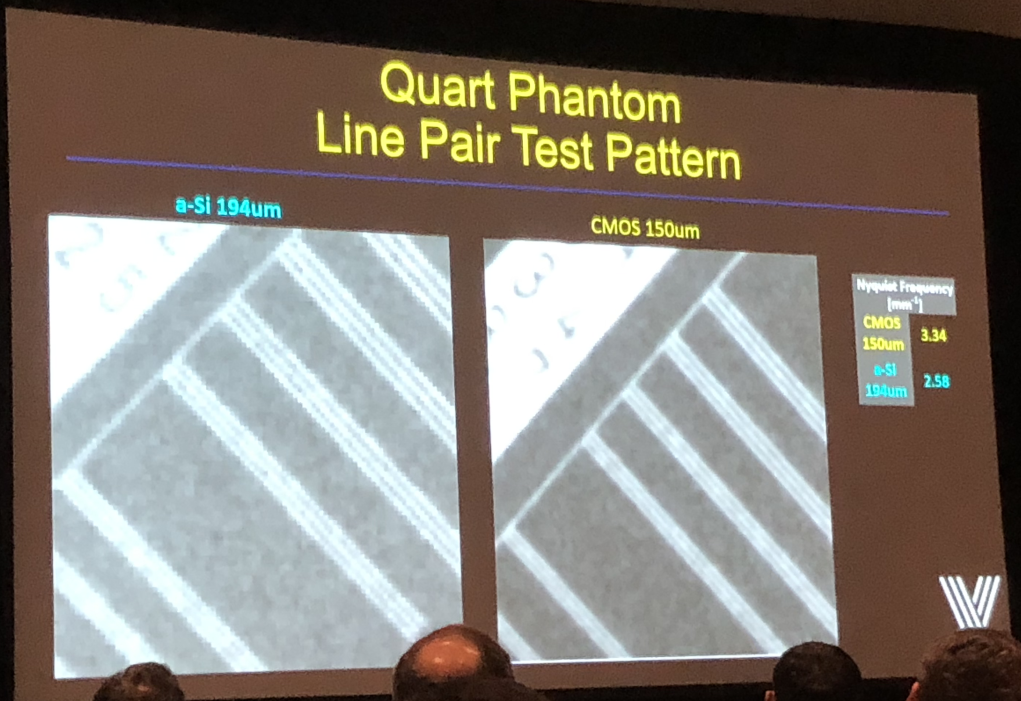 Quart Phantom
Line Pair Test Pattern
a-Si 194um
CMOS 150um
Nyquist Frequency
[mm⁻¹]
CMOS
150um
3.34
a-Si
194um
2.58